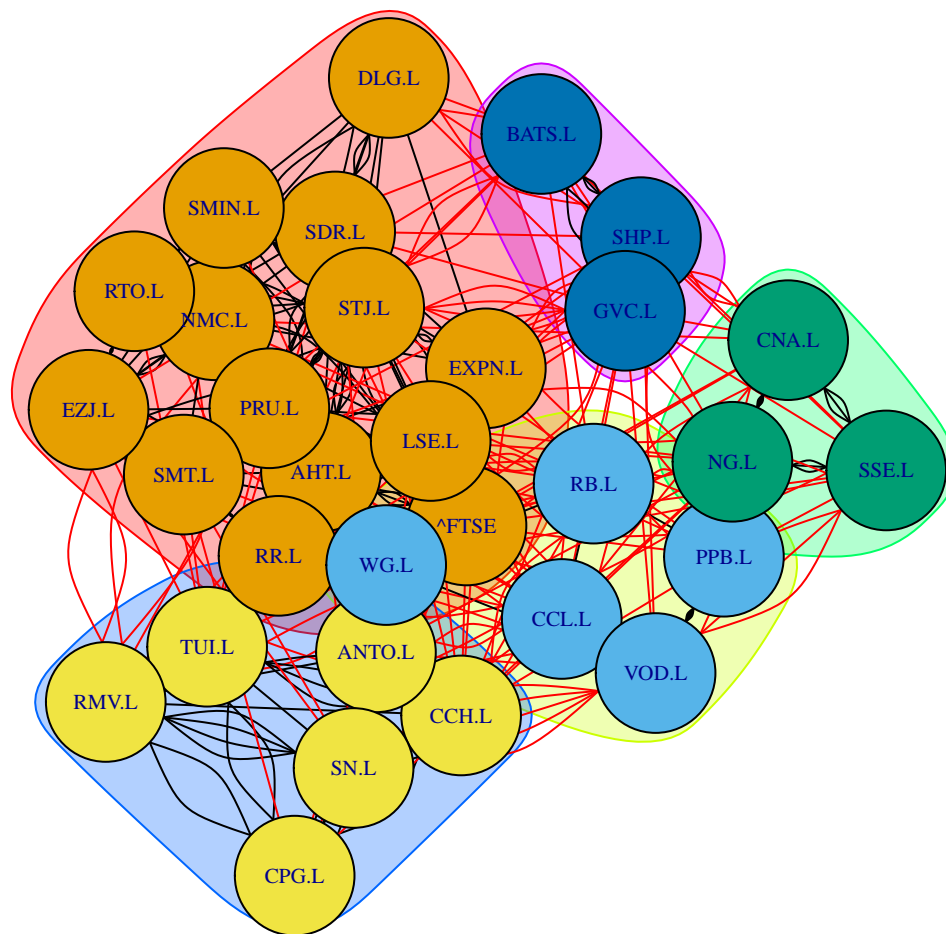 DLG.L
BATS.L
SMIN.L
SDR.L
SHP.L
RTO.L
NMC.L
STJ.L
GVC.L
CNA.L
EXPN.L
EZJ.L
PRU.L
LSE.L
NG.L
SMT.L
AHT.L
RB.L
SSE.L
^FTSE
RR.L
WG.L
PPB.L
CCL.L
TUI.L
ANTO.L
VOD.L
RMV.L
CCH.L
SN.L
CPG.L